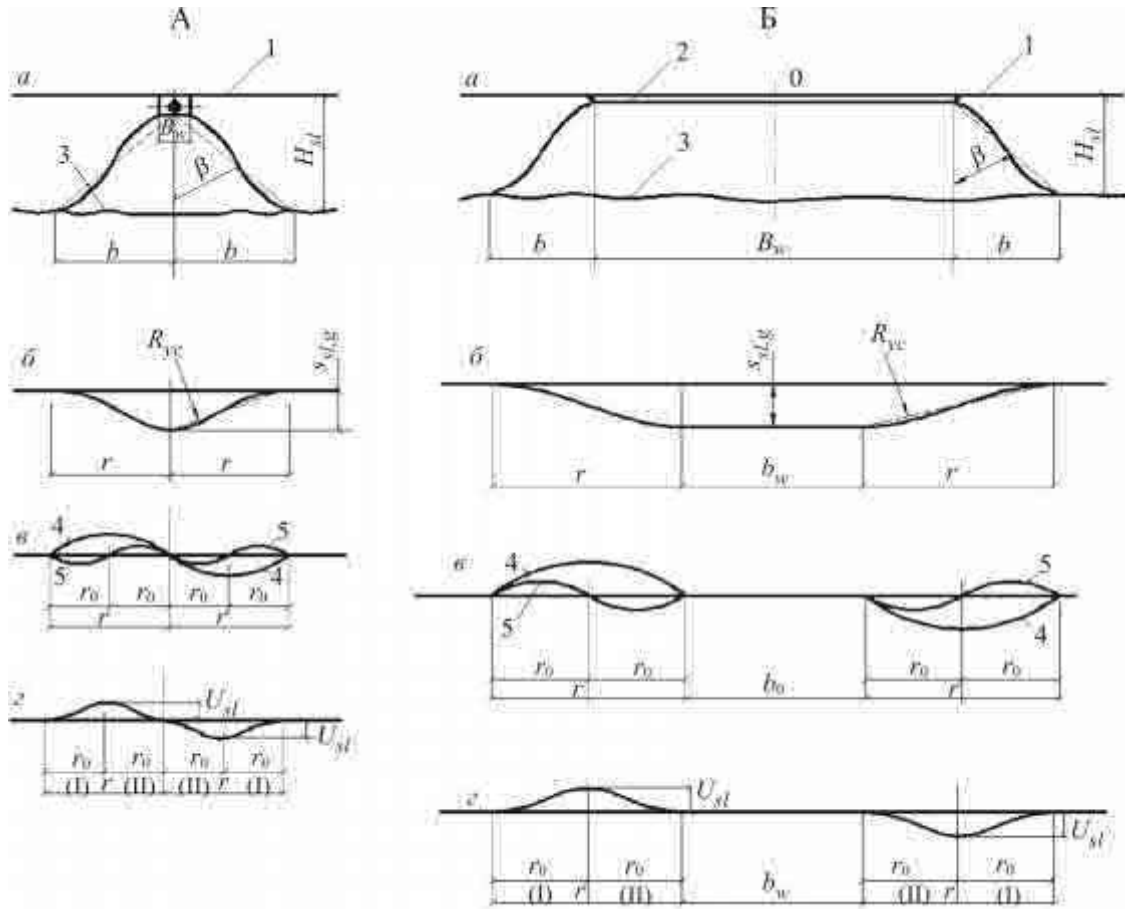 А
Б
a
1
a
2
0
1
B_w
3
β
H_sl
3
β
H_sl
b
b
b
B_w
b
б
R_yc
s_sl,g
б
s_sl,g
R_yc
r
r
r
b_w
r
в
4
5
5
4
в
4
5
5
4
r₀
r₀
r₀
r₀
r
r
r₀
r₀
r₀
r₀
r
b₀
r
г
U_sl
U_sl
r₀
r₀
r₀
r₀
(I)
r
(II)
(II)
r
(I)
г
U_sl
U_sl
r₀
r₀
r₀
r₀
(I)
r
(II)
b_w
(II)
r
(I)